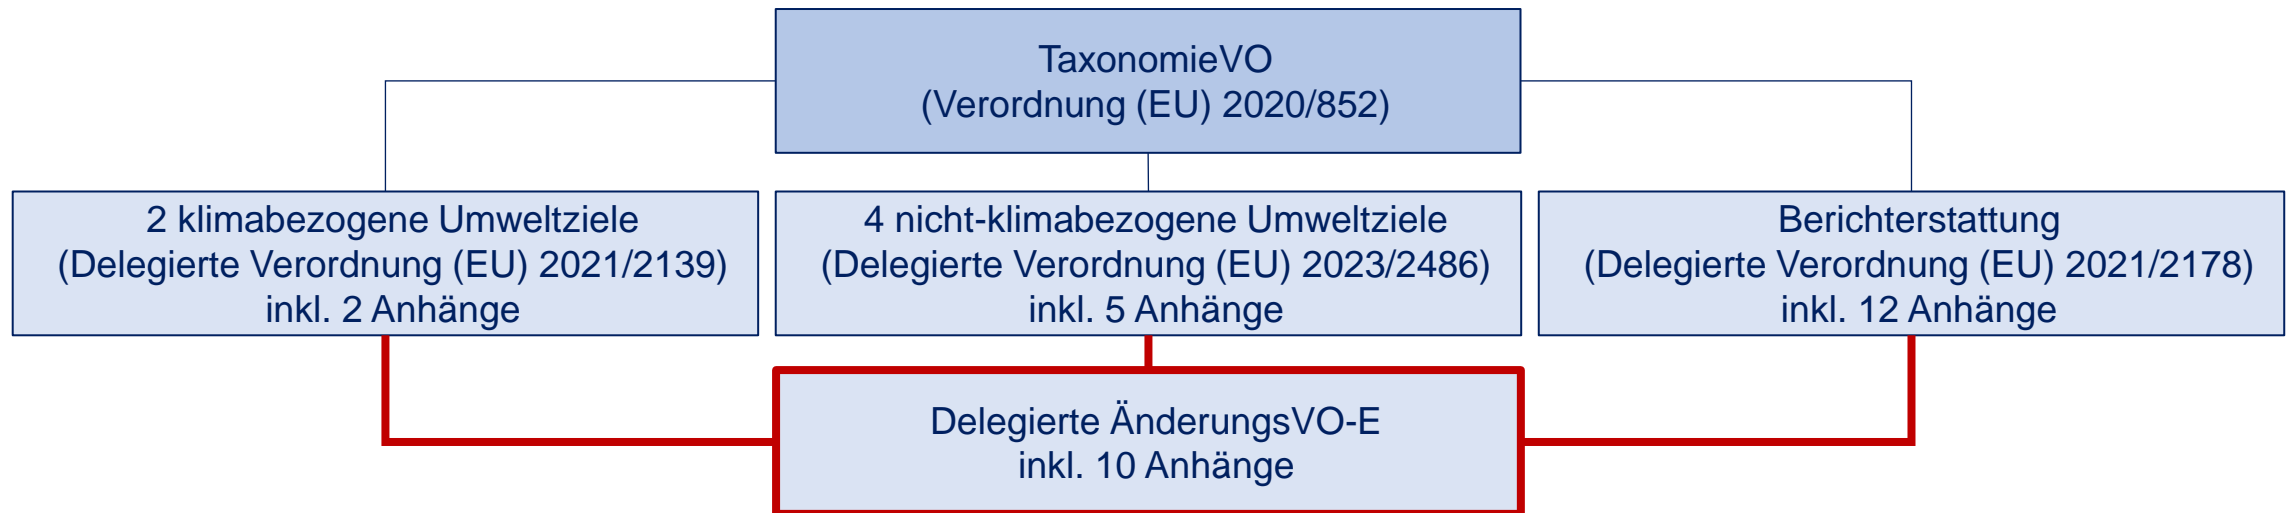 TaxonomieVO
(Verordnung (EU) 2020/852)
2 klimabezogene Umweltziele
(Delegierte Verordnung (EU) 2021/2139)
inkl. 2 Anhänge
4 nicht-klimabezogene Umweltziele
(Delegierte Verordnung (EU) 2023/2486)
inkl. 5 Anhänge
Berichterstattung
(Delegierte Verordnung (EU) 2021/2178)
inkl. 12 Anhänge
Delegierte ÄnderungsVO-E
inkl. 10 Anhänge